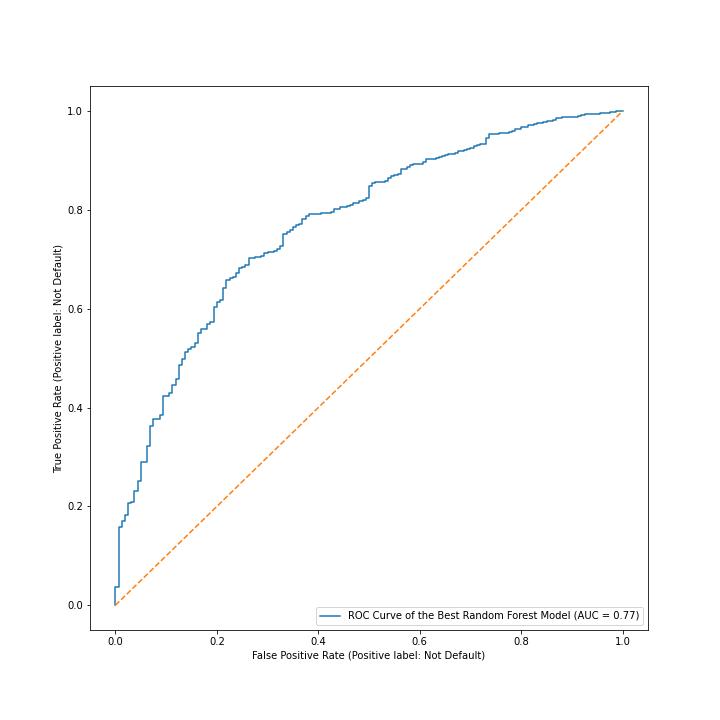 1.0
0.8
0.6
0.4
0.2
0.0
True Positive Rate (Positive label: Not Default)
ROC Curve of the Best Random Forest Model (AUC = 0.77)
0.0 0.2 0.4 0.6 0.8 1.0
False Positive Rate (Positive label: Not Default)